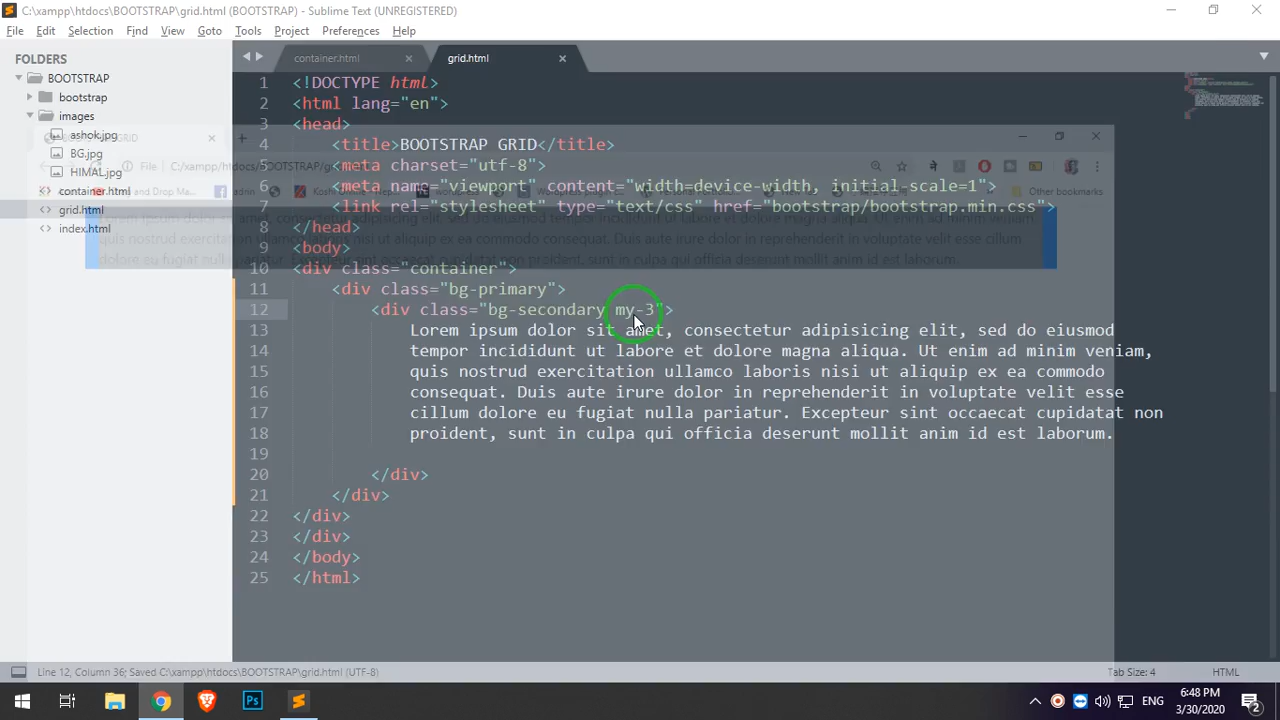 C:\xampp\htdocs\BOOTSTRAP\grid.html (BOOTSTRAP) - Sublime Text (UNREGISTERED)
File Edit Selection Find View Goto Tools Project Preferences Help
FOLDERS
BOOTSTRAP
bootstrap
images
ashok.jpg
BG.jpg
HIMAL.jpg
container.html
grid.html
index.html
container.html grid.html
1 <!DOCTYPE html>
2 <html lang="en">
3 <head>
4 <title>BOOTSTRAP GRID</title>
5 <meta charset="utf-8">
6 <meta name="viewport" content="width=device-width, initial-scale=1">
7 <link rel="stylesheet" type="text/css" href="bootstrap/bootstrap.min.css">
8 </head>
9 <body>
10 <div class="container">
11 <div class="bg-primary">
12 <div class="bg-secondary my-3">
13 Lorem ipsum dolor sit amet, consectetur adipisicing elit, sed do eiusmod
14 tempor incididunt ut labore et dolore magna aliqua. Ut enim ad minim veniam,
15 quis nostrud exercitation ullamco laboris nisi ut aliquip ex ea commodo
16 consequat. Duis aute irure dolor in reprehenderit in voluptate velit esse
17 cillum dolore eu fugiat nulla pariatur. Excepteur sint occaecat cupidatat non
18 proident, sunt in culpa qui officia deserunt mollit anim id est laborum.
19
20 </div>
21 </div>
22 </div>
23 </div>
24 </body>
25 </html>
File C:/xampp/htdocs/BOOTSTRAP/
Other bookmarks
Line 12, Column 36; Saved C:\xampp\htdocs\BOOTSTRAP\grid.html (UTF-8)
Tab Size: 4 HTML
Ps
ENG
6:48 PM
3/30/2020
2